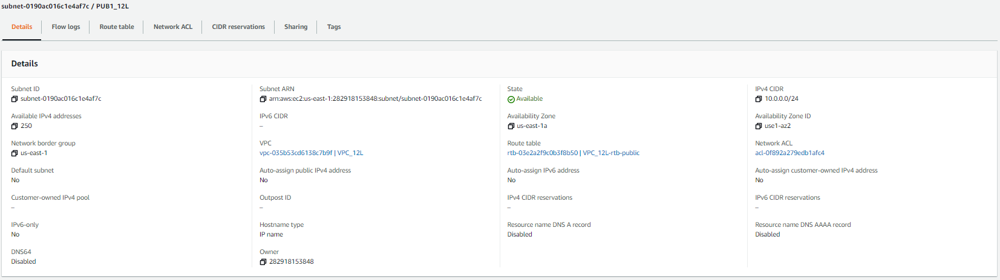 subnet-0190ac016c1e4af7c / PUB1_12L
Details Flow logs Route table Network ACL CIDR reservations Sharing Tags
Details
Subnet ID
subnet-0190ac016c1e4af7c
Subnet ARN
arn:aws:ec2:us-east-1:282918153848:subnet/subnet-0190ac016c1e4af7c
State
Available
IPv4 CIDR
10.0.0.0/24
Available IPv4 addresses
250
IPv6 CIDR
–
Availability Zone
us-east-1a
Availability Zone ID
use1-az2
Network border group
us-east-1
VPC
vpc-035b53cd6138c7b9f | VPC_12L
Route table
rtb-03e2a2f9c0b3f8b50 | VPC_12L-rtb-public
Network ACL
acl-0f892a279edb1afc4
Default subnet
No
Auto-assign public IPv4 address
No
Auto-assign IPv6 address
No
Auto-assign customer-owned IPv4 address
No
Customer-owned IPv4 pool
–
Outpost ID
–
IPv4 CIDR reservations
–
IPv6 CIDR reservations
–
IPv6-only
No
Hostname type
IP name
Resource name DNS A record
Disabled
Resource name DNS AAAA record
Disabled
DNS64
Disabled
Owner
282918153848